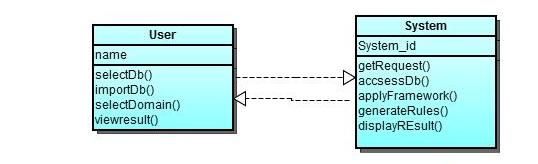 User
name
selectDb()
importDb()
selectDomain()
viewresult()
System
System_id
getRequest()
accsessDb()
applyFramework()
generateRules()
displayREsult()